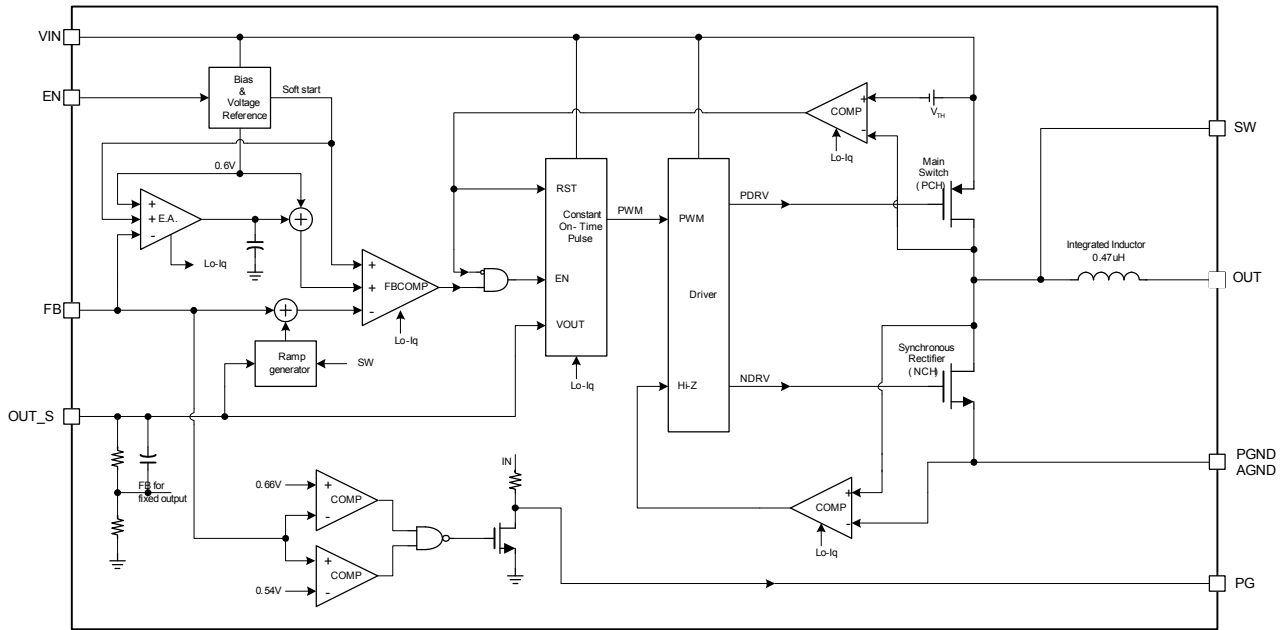 VIN
EN
Bias
&
Voltage
Reference
Soft start
0.6V
+
+ E.A.
-
Lo-Iq
+
+
+ FBCOMP
-
Lo-Iq
FB
+
Ramp
generator
SW
OUT_S
FB for
fixed output
0.66V
+
COMP
-
+
COMP
0.54V
-
IN
RST
Constant
On- Time
Pulse
EN
VOUT
Lo-Iq
PWM
PWM
Driver
Hi-Z
PDRV
NDRV
+
COMP
-
Lo-Iq
VTH
Main
Switch
( PCH)
Synchronous
Rectifier
( NCH)
+
COMP
-
Lo-Iq
Integrated Inductor
0.47uH
SW
OUT
PGND
AGND
PG